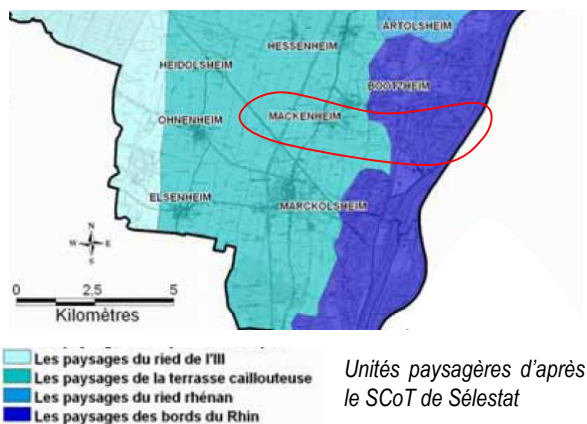 ARTOLSHEIM
HESSENHEIM
HEIDOLSHEIM
BOOTZHEIM
OHNENHEIM
MACKENHEIM
ELSENHEIM
MARCKOLSHEIM
N
W E
S
0 2.5 5
Kilomètres
Les paysages du ried de l'Ill
Les paysages de la terrasse caillouteuse
Les paysages du ried rhénan
Les paysages des bords du Rhin
Unités paysagères d'après
le SCoT de Sélestat